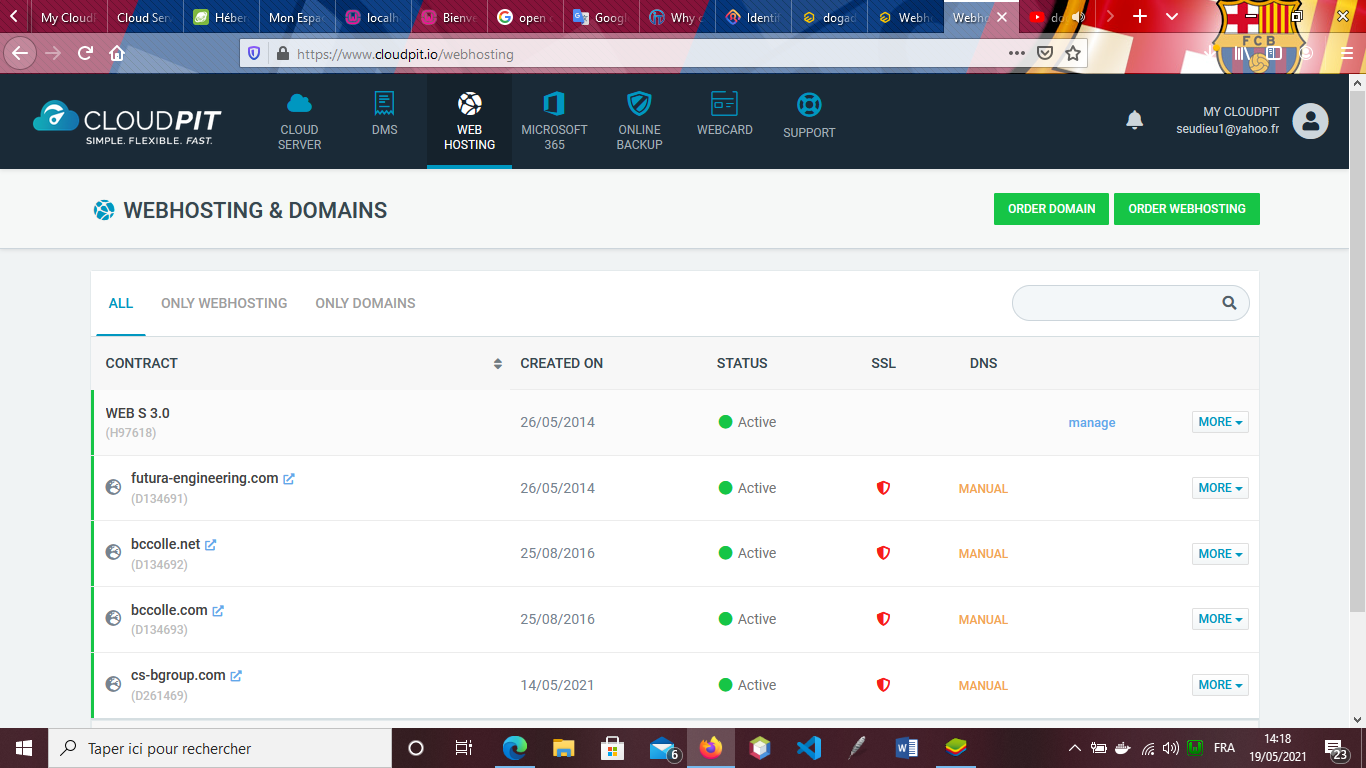 My Cloud
Cloud Serv
Héber
Mon Espa
localh
Bienve
open c
Googl
Why c
Identif
dogad
Webh
Webho
do
https://www.cloudpit.io/webhosting
FCB
CLOUDPIT
SIMPLE. FLEXIBLE. FAST.
CLOUD
SERVER
DMS
WEB
HOSTING
MICROSOFT
365
ONLINE
BACKUP
WEBCARD
SUPPORT
MY CLOUDPIT
seudieu1@yahoo.fr
WEBHOSTING & DOMAINS
ORDER DOMAIN
ORDER WEBHOSTING
ALL
ONLY WEBHOSTING
ONLY DOMAINS
CONTRACT CREATED ON STATUS SSL DNS
WEB S 3.0
(H97618)
26/05/2014 Active manage MORE
futura-engineering.com
(D134691)
26/05/2014 Active MANUAL MORE
bccolle.net
(D134692)
25/08/2016 Active MANUAL MORE
bccolle.com
(D134693)
25/08/2016 Active MANUAL MORE
cs-bgroup.com
(D261469)
14/05/2021 Active MANUAL MORE
Taper ici pour rechercher
6
FRA
14:18
19/05/2021
23